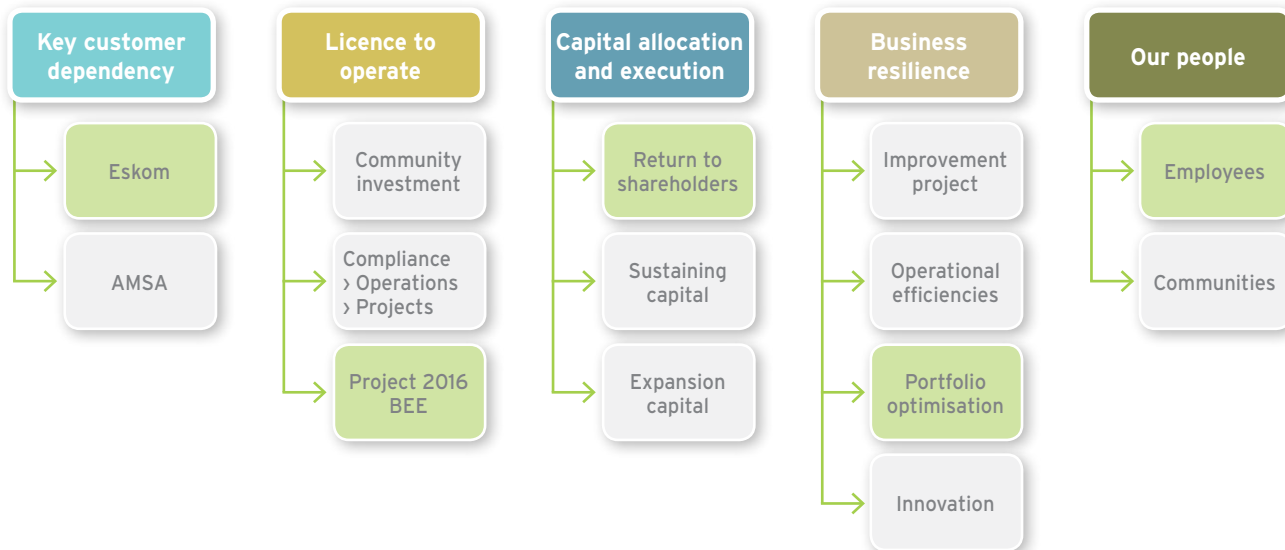 Key customer
dependency
Eskom
AMSA
Licence to
operate
Community
investment
Compliance
› Operations
› Projects
Project 2016
BEE
Capital allocation
and execution
Return to
shareholders
Sustaining
capital
Expansion
capital
Business
resilience
Improvement
project
Operational
efficiencies
Portfolio
optimisation
Innovation
Our people
Employees
Communities